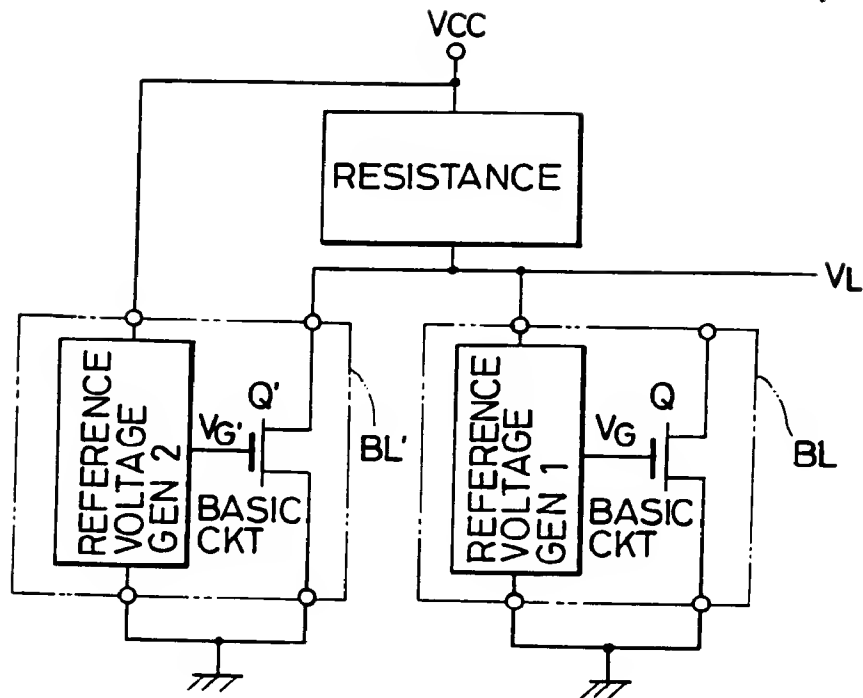 VCC
RESISTANCE
VL
REFERENCE
VOLTAGE
GEN 2
VG'
Q'
BASIC
CKT
BL'
REFERENCE
VOLTAGE
GEN 1
VG
Q
BASIC
CKT
BL